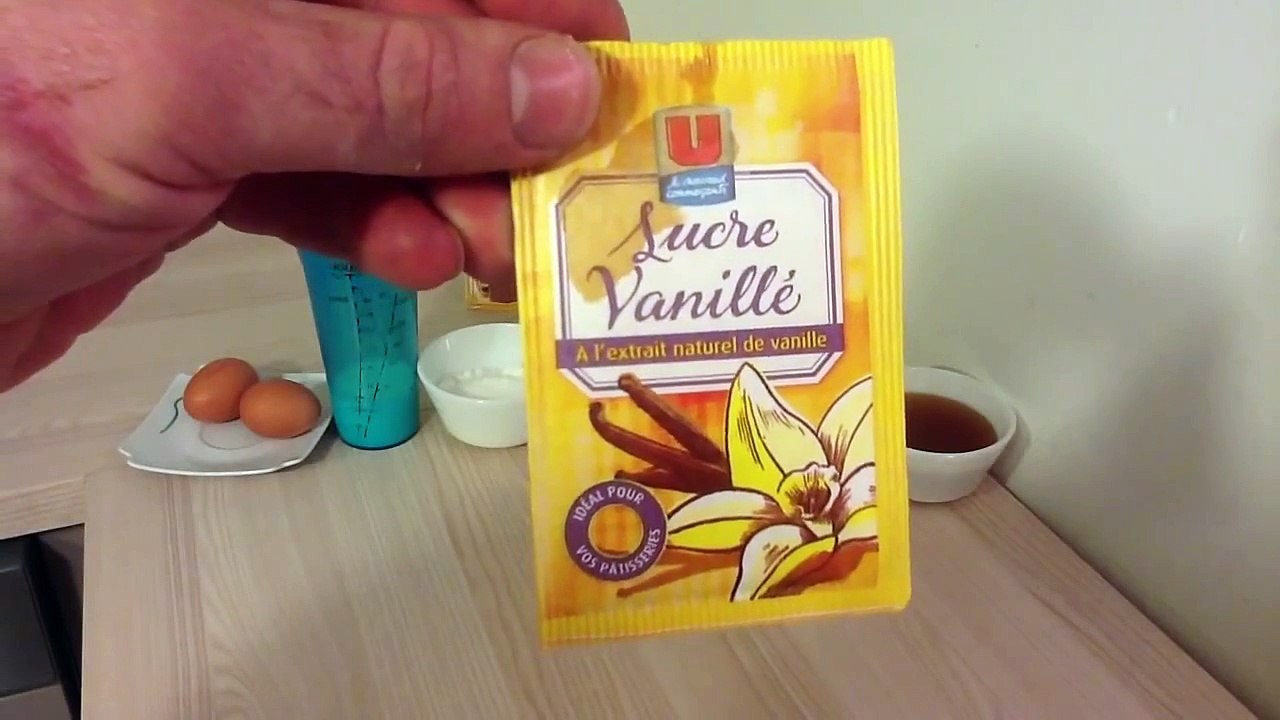 U
Sucre
Vanillé
A l'extrait naturel de vanille
IDÉAL POUR
VOS PÂTISSERIES